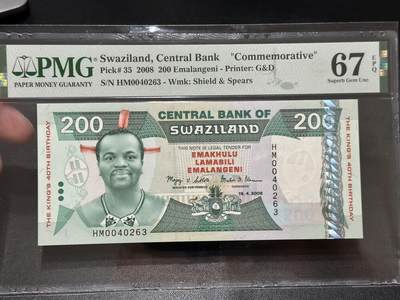 PMG
PAPER MONEY GUARANTY
Swaziland, Central Bank "Commemorative"
Pick# 35 2008 200 Emalangeni - Printer: G&D
S/N HM0040263 - Wmk: Shield & Spears
67 EPQ
Superb Gem Unc
200
CENTRAL BANK OF
SWAZILAND
200
THIS NOTE IS LEGAL TENDER FOR
EMAKHULU
LAMABILI
EMALANGENI
18.4.2008
HM0040263
HM0040263
THE KING'S 40TH BIRTHDAY
THE KING'S 40TH BIRTHDAY